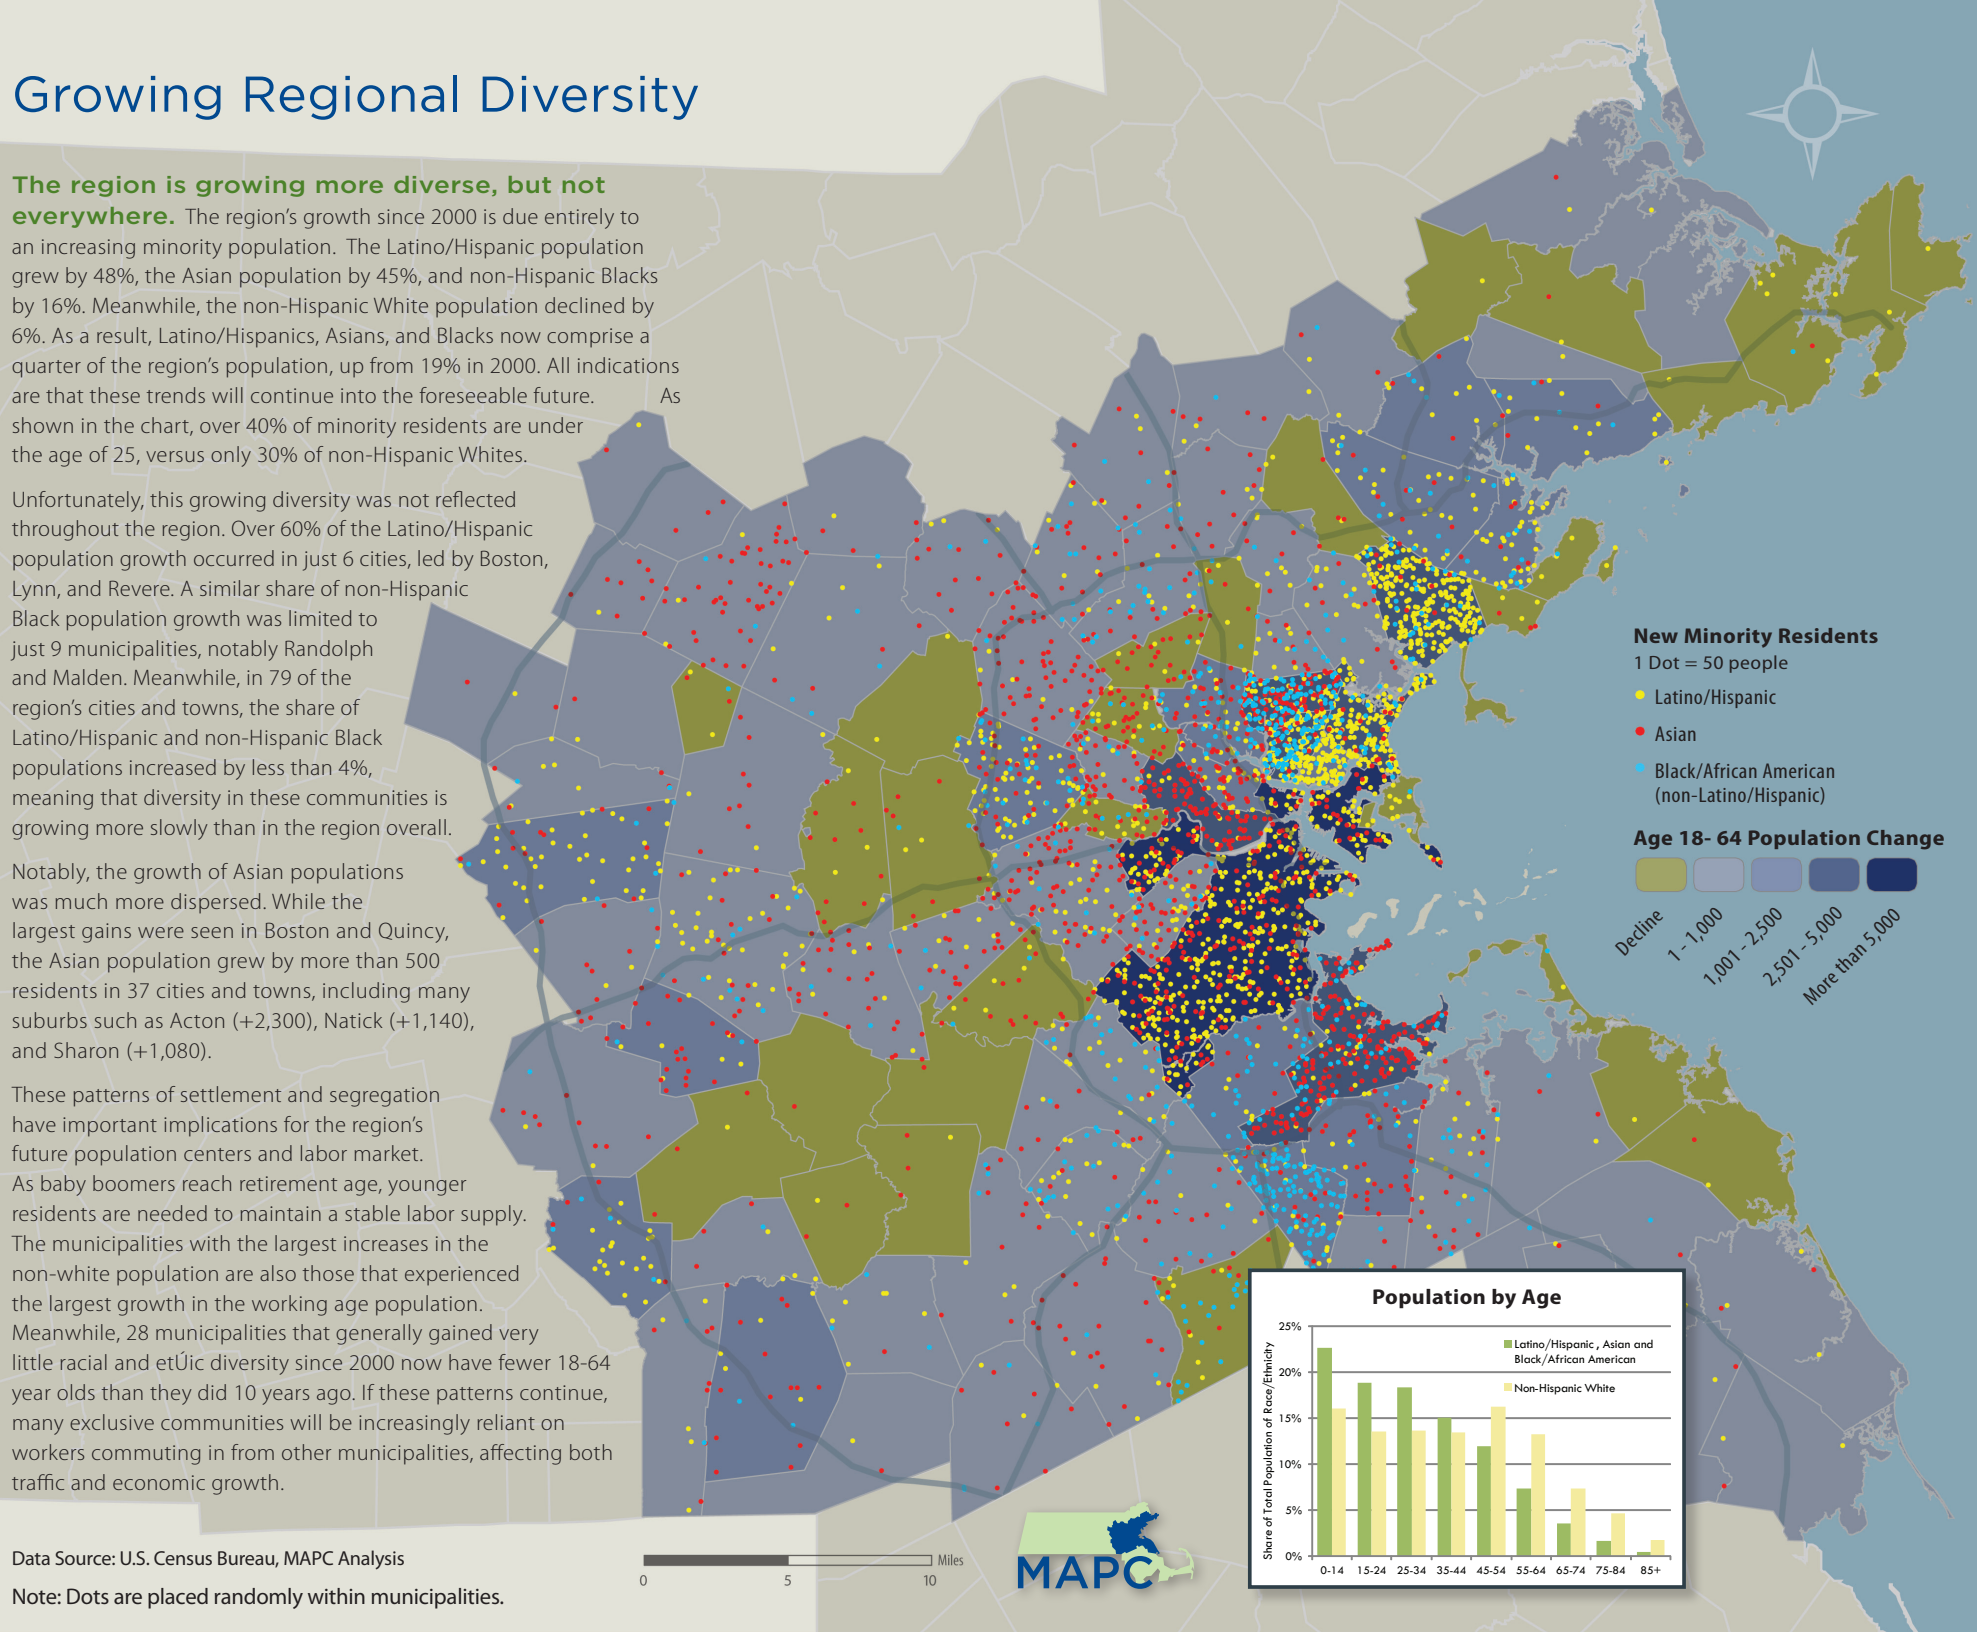 Growing Regional Diversity
The region is growing more diverse, but not
everywhere. The region's growth since 2000 is due entirely to
an increasing minority population. The Latino/Hispanic population
grew by 48%, the Asian population by 45%, and non-Hispanic Blacks
by 16%. Meanwhile, the non-Hispanic White population declined by
6%. As a result, Latino/Hispanics, Asians, and Blacks now comprise a
quarter of the region's population, up from 19% in 2000. All indications
are that these trends will continue into the foreseeable future. As
shown in the chart, over 40% of minority residents are under
the age of 25, versus only 30% of non-Hispanic Whites.
Unfortunately, this growing diversity was not reflected
throughout the region. Over 60% of the Latino/Hispanic
population growth occurred in just 6 cities, led by Boston,
Lynn, and Revere. A similar share of non-Hispanic
Black population growth was limited to
just 9 municipalities, notably Randolph
and Malden. Meanwhile, in 79 of the
region's cities and towns, the share of
Latino/Hispanic and non-Hispanic Black
populations increased by less than 4%,
meaning that diversity in these communities is
growing more slowly than in the region overall.
Notably, the growth of Asian populations
was much more dispersed. While the
largest gains were seen in Boston and Quincy,
the Asian population grew by more than 500
residents in 37 cities and towns, including many
suburbs such as Acton (+2,300), Natick (+1,140),
and Sharon (+1,080).
These patterns of settlement and segregation
have important implications for the region's
future population centers and labor market.
As baby boomers reach retirement age, younger
residents are needed to maintain a stable labor supply.
The municipalities with the largest increases in the
non-white population are also those that experienced
the largest growth in the working age population.
Meanwhile, 28 municipalities that generally gained very
little racial and etÚic diversity since 2000 now have fewer 18-64
year olds than they did 10 years ago. If these patterns continue,
many exclusive communities will be increasingly reliant on
workers commuting in from other municipalities, affecting both
traffic and economic growth.
Data Source: U.S. Census Bureau, MAPC Analysis
Note: Dots are placed randomly within municipalities.
0 5 10 Miles
MAPC
New Minority Residents
1 Dot = 50 people
Latino/Hispanic
Asian
Black/African American
(non-Latino/Hispanic)
Age 18- 64 Population Change
Decline
1 - 1,000
1,001 - 2,500
2,501 - 5,000
More than 5,000
Population by Age
Share of Total Population of Race/Ethnicity
25%
20%
15%
10%
5%
0%
Latino/Hispanic , Asian and
Black/African American
Non-Hispanic White
0-14 15-24 25-34 35-44 45-54 55-64 65-74 75-84 85+